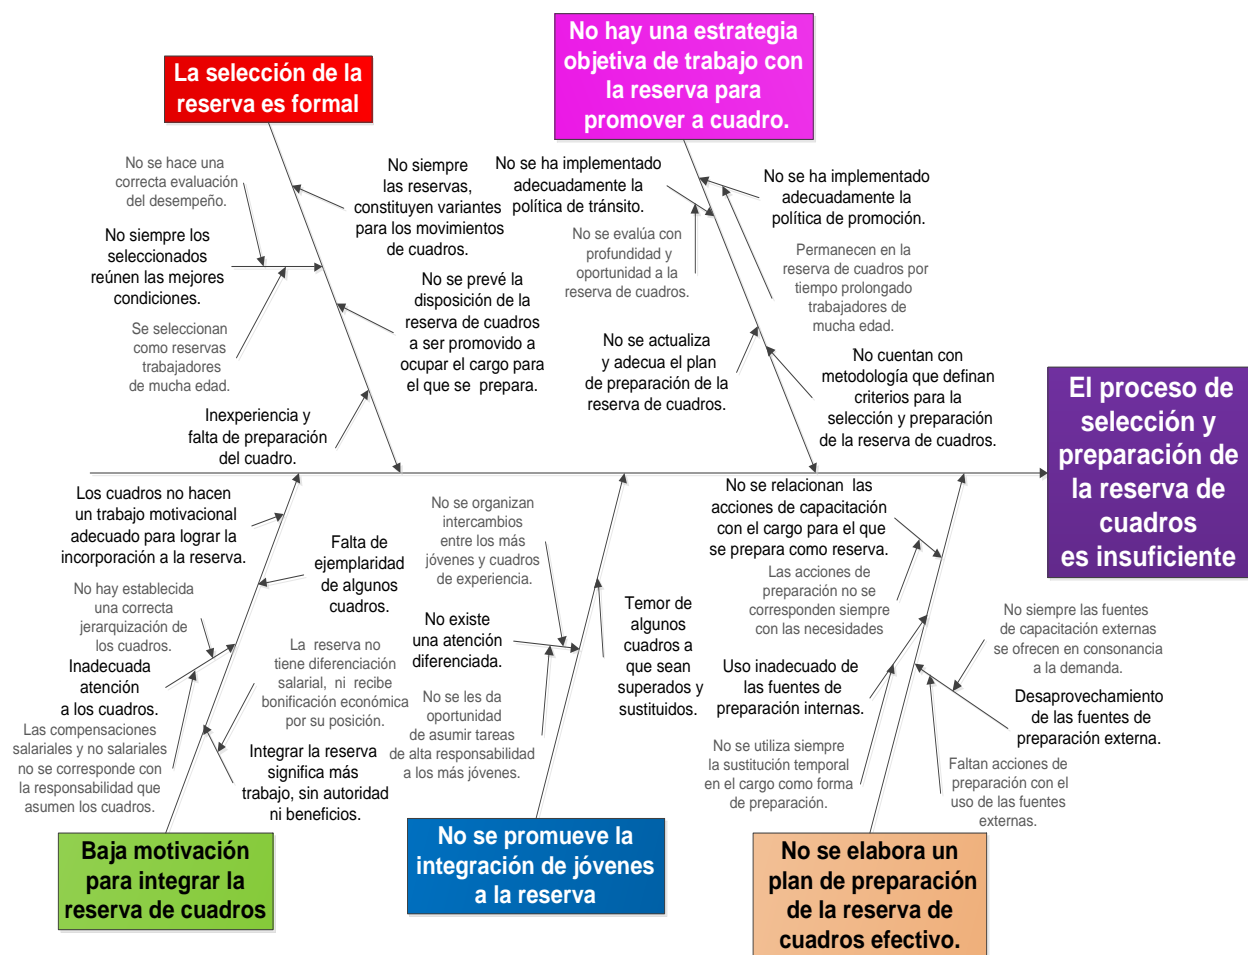 La selección de la
reserva es formal
No hay una estrategia
objetiva de trabajo con
la reserva para
promover a cuadro.
No se hace una
correcta evaluación
del desempeño.
No siempre los
seleccionados
reúnen las mejores
condiciones.
Se seleccionan
como reservas
trabajadores
de mucha edad.
No siempre
las reservas,
constituyen variantes
para los movimientos
de cuadros.
No se prevé la
disposición de la
reserva de cuadros
a ser promovido a
ocupar el cargo para
el que se prepara.
Inexperiencia y
falta de preparación
del cuadro.
No se ha implementado
adecuadamente la
política de tránsito.
No se evalúa con
profundidad y
oportunidad a la
reserva de cuadros.
No se actualiza
y adecua el plan
de preparación de la
reserva de cuadros.
No se ha implementado
adecuadamente la
política de promoción.
Permanecen en la
reserva de cuadros por
tiempo prolongado
trabajadores de
mucha edad.
No cuentan con
metodología que definan
criterios para la
selección y preparación
de la reserva de cuadros.
El proceso de
selección y
preparación de
la reserva de
cuadros
es insuficiente
Los cuadros no hacen
un trabajo motivacional
adecuado para lograr la
incorporación a la reserva.
No hay establecida
una correcta
jerarquización de
los cuadros.
Inadecuada
atención
a los cuadros.
Las compensaciones
salariales y no salariales
no se corresponde con
la responsabilidad que
asumen los cuadros.
Falta de
ejemplaridad
de algunos
cuadros.
La reserva no
tiene diferenciación
salarial, ni recibe
bonificación económica
por su posición.
Integrar la reserva
significa más
trabajo, sin autoridad
ni beneficios.
No se organizan
intercambios
entre los más
jóvenes y cuadros
de experiencia.
No existe
una atención
diferenciada.
No se les da
oportunidad
de asumir tareas
de alta responsabilidad
a los más jóvenes.
Temor de
algunos
cuadros a
que sean
superados y
sustituidos.
No se relacionan las
acciones de capacitación
con el cargo para el que
se prepara como reserva.
Las acciones de
preparación no se
corresponden siempre
con las necesidades
Uso inadecuado de
las fuentes de
preparación internas.
No se utiliza siempre
la sustitución temporal
en el cargo como forma
de preparación.
No siempre las fuentes
de capacitación externas
se ofrecen en consonancia
a la demanda.
Desaprovechamiento
de las fuentes de
preparación externa.
Faltan acciones de
preparación con el
uso de las fuentes
externas.
Baja motivación
para integrar la
reserva de cuadros
No se promueve la
integración de jóvenes
a la reserva
No se elabora un
plan de preparación
de la reserva de
cuadros efectivo.